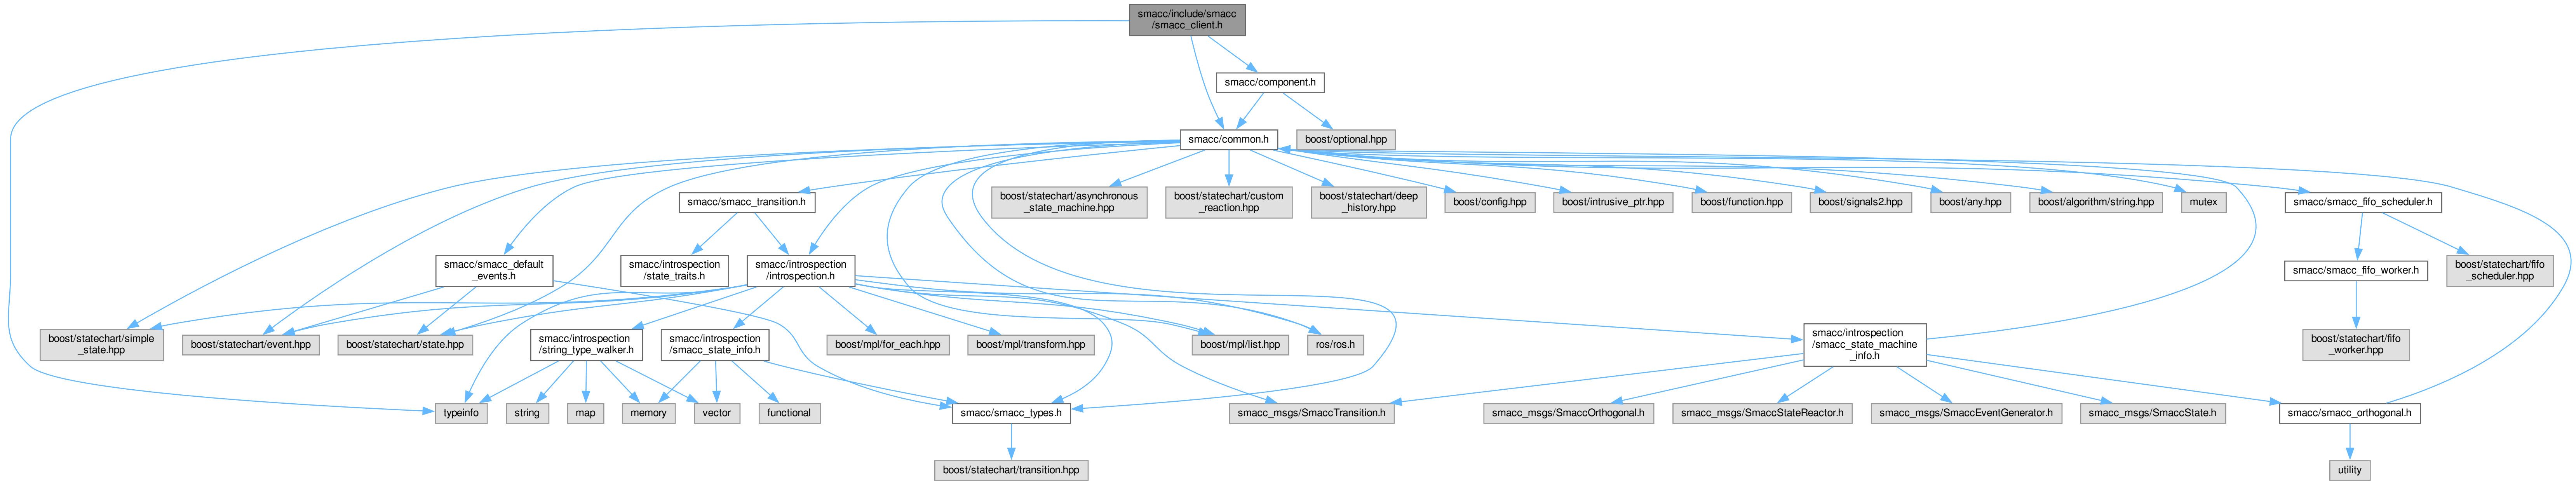 smacc/include/smacc
/smacc_client.h
smacc/component.h
smacc/common.h
boost/optional.hpp
smacc/smacc_transition.h
boost/statechart/asynchronous
_state_machine.hpp
boost/statechart/custom
_reaction.hpp
boost/statechart/deep
_history.hpp
boost/config.hpp
boost/intrusive_ptr.hpp
boost/function.hpp
boost/signals2.hpp
boost/any.hpp
boost/algorithm/string.hpp
mutex
smacc/smacc_fifo_scheduler.h
smacc/smacc_default
_events.h
smacc/introspection
/state_traits.h
smacc/introspection
/introspection.h
smacc/smacc_fifo_worker.h
boost/statechart/fifo
_scheduler.hpp
boost/statechart/simple
_state.hpp
boost/statechart/event.hpp
boost/statechart/state.hpp
smacc/introspection
/string_type_walker.h
smacc/introspection
/smacc_state_info.h
boost/mpl/for_each.hpp
boost/mpl/transform.hpp
boost/mpl/list.hpp
ros/ros.h
smacc/introspection
/smacc_state_machine
_info.h
boost/statechart/fifo
_worker.hpp
typeinfo
string
map
memory
vector
functional
smacc/smacc_types.h
smacc_msgs/SmaccTransition.h
smacc_msgs/SmaccOrthogonal.h
smacc_msgs/SmaccStateReactor.h
smacc_msgs/SmaccEventGenerator.h
smacc_msgs/SmaccState.h
smacc/smacc_orthogonal.h
boost/statechart/transition.hpp
utility